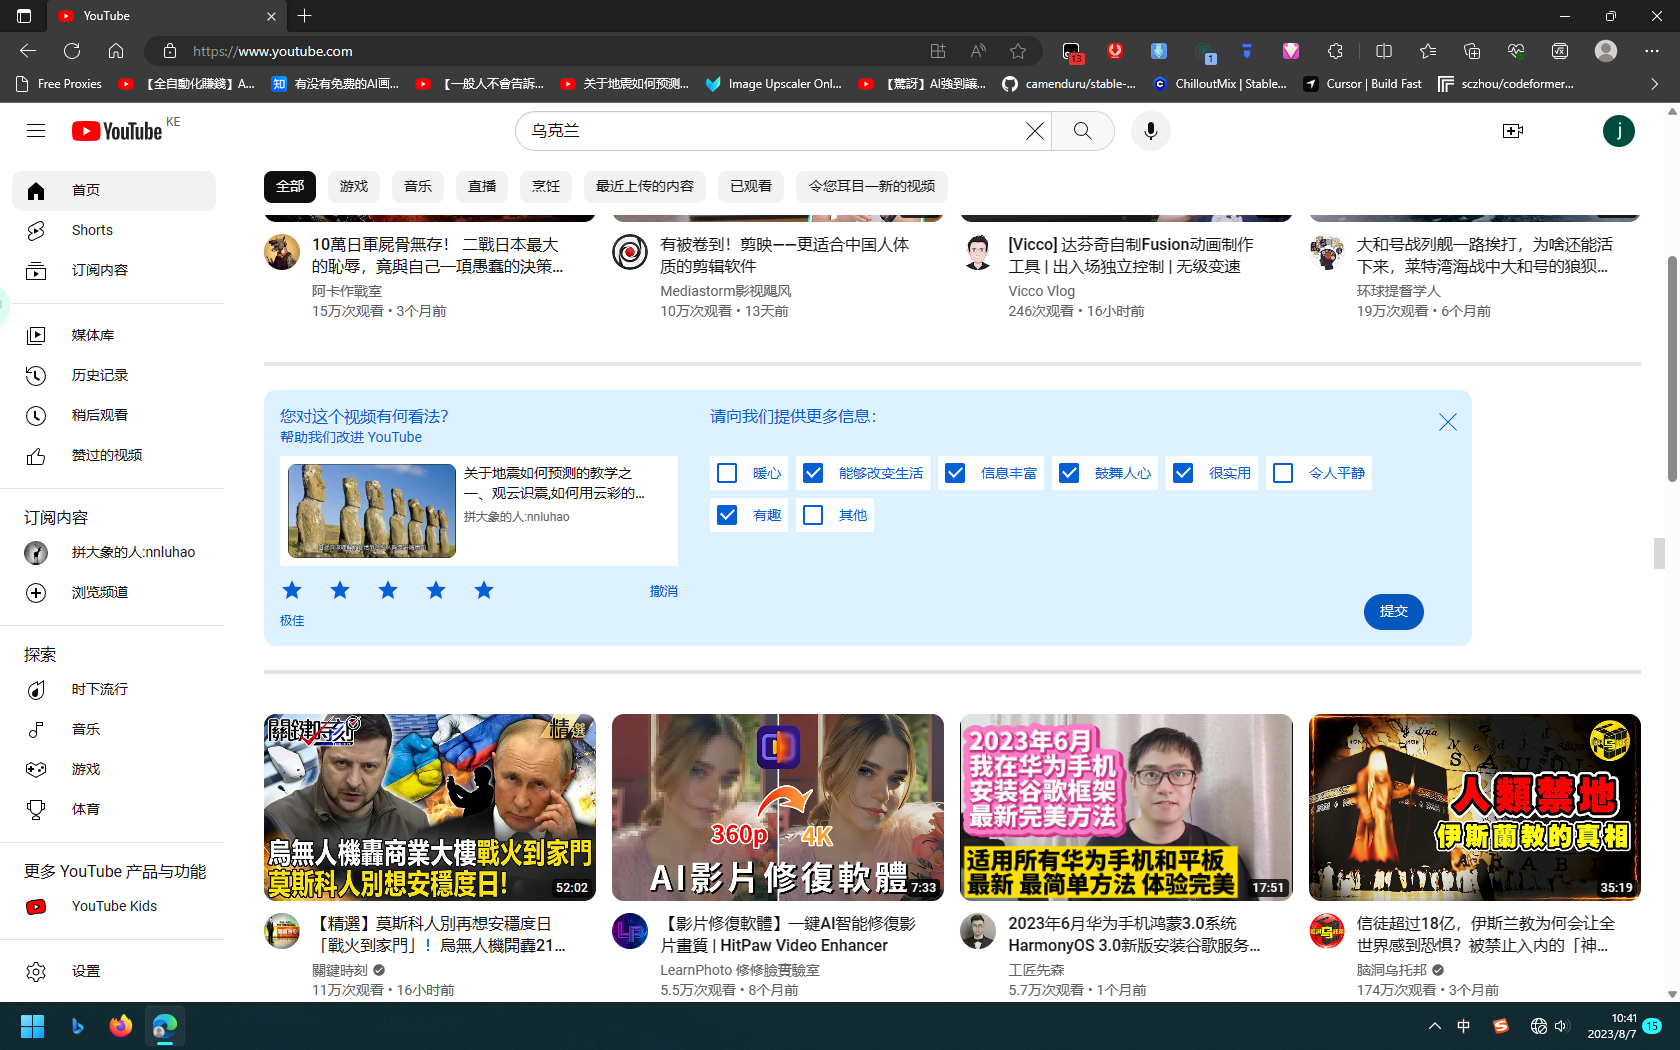 YouTube
https://www.youtube.com
13
1
Free Proxies
【全自動化賺錢】A...
知
有没有免费的AI画...
【一般人不會告訴...
关于地震如何预测...
Image Upscaler Onl...
【驚訝】AI強到讓...
camenduru/stable-...
ChilloutMix | Stable...
Cursor | Build Fast
sczhou/codeformer...
YouTube KE
乌克兰
j
首页
Shorts
订阅内容
媒体库
历史记录
稍后观看
赞过的视频
订阅内容
拼大象的人:nnluhao
浏览频道
探索
时下流行
音乐
游戏
体育
更多 YouTube 产品与功能
YouTube Kids
设置
全部
游戏
音乐
直播
烹饪
最近上传的内容
已观看
令您耳目一新的视频
10萬日軍屍骨無存！ 二戰日本最大
的恥辱，竟與自己一項愚蠢的決策...
阿卡作戰室
15万次观看 • 3个月前
有被卷到！剪映——更适合中国人体
质的剪辑软件
Mediastorm影视飓风
10万次观看 • 13天前
[Vicco] 达芬奇自制Fusion动画制作
工具 | 出入场独立控制 | 无级变速
Vicco Vlog
246次观看 • 16小时前
大和号战列舰一路挨打，为啥还能活
下来，莱特湾海战中大和号的狼狈...
环球提督学人
19万次观看 • 6个月前
您对这个视频有何看法？
帮助我们改进 YouTube
关于地震如何预测的教学之
一、观云识震,如何用云彩的...
拼大象的人:nnluhao
极佳
撤消
请向我们提供更多信息：
暖心
能够改变生活
信息丰富
鼓舞人心
很实用
令人平静
有趣
其他
提交
關鍵時刻
精選
烏無人機轟商業大樓戰火到家門
莫斯科人別想安穩度日!
52:02
【精選】莫斯科人別再想安穩度日
「戰火到家門」！烏無人機開轟21...
關鍵時刻
11万次观看 • 16小时前
360p
4K
AI影片修復軟體
7:33
【影片修復軟體】一鍵AI智能修復影
片畫質 | HitPaw Video Enhancer
LearnPhoto 修修臉實驗室
5.5万次观看 • 8个月前
2023年6月
我在华为手机
安装谷歌框架
最新完美方法
适用所有华为手机和平板
最新 最简单方法 体验完美
17:51
2023年6月华为手机鸿蒙3.0系统
HarmonyOS 3.0新版安装谷歌服务...
工匠先森
5.7万次观看 • 1个月前
人類禁地
伊斯蘭教的真相
35:19
信徒超过18亿，伊斯兰教为何会让全
世界感到恐惧？被禁止入内的「神...
脑洞乌托邦
174万次观看 • 3个月前
中
10:41
2023/8/7
15